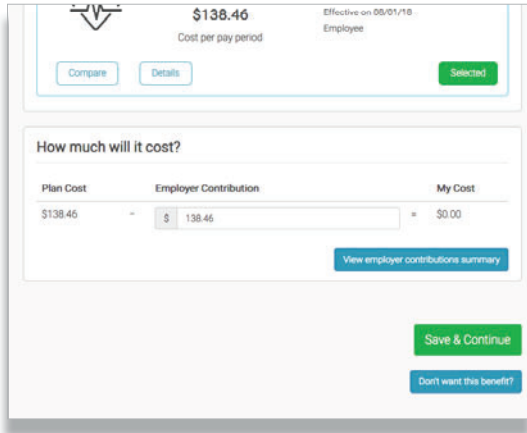 $138.46
Effective on 08/01/18
Cost per pay period
Employee
Compare
Details
Selected
How much will it cost?
Plan Cost
Employer Contribution
My Cost
$138.46 - $ 138.46 = $0.00
View employer contributions summary
Save & Continue
Don't want this benefit?